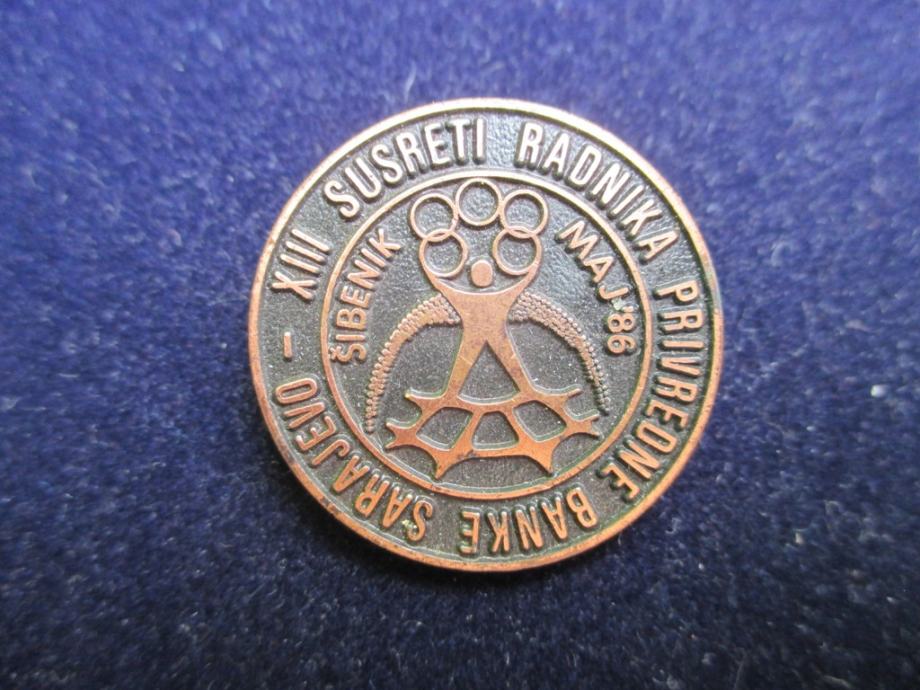 XIII SUSRETI RADNIKA PRIVREDNE BANKE SARAJEVO -
ŠIBENIK
MAJ '86